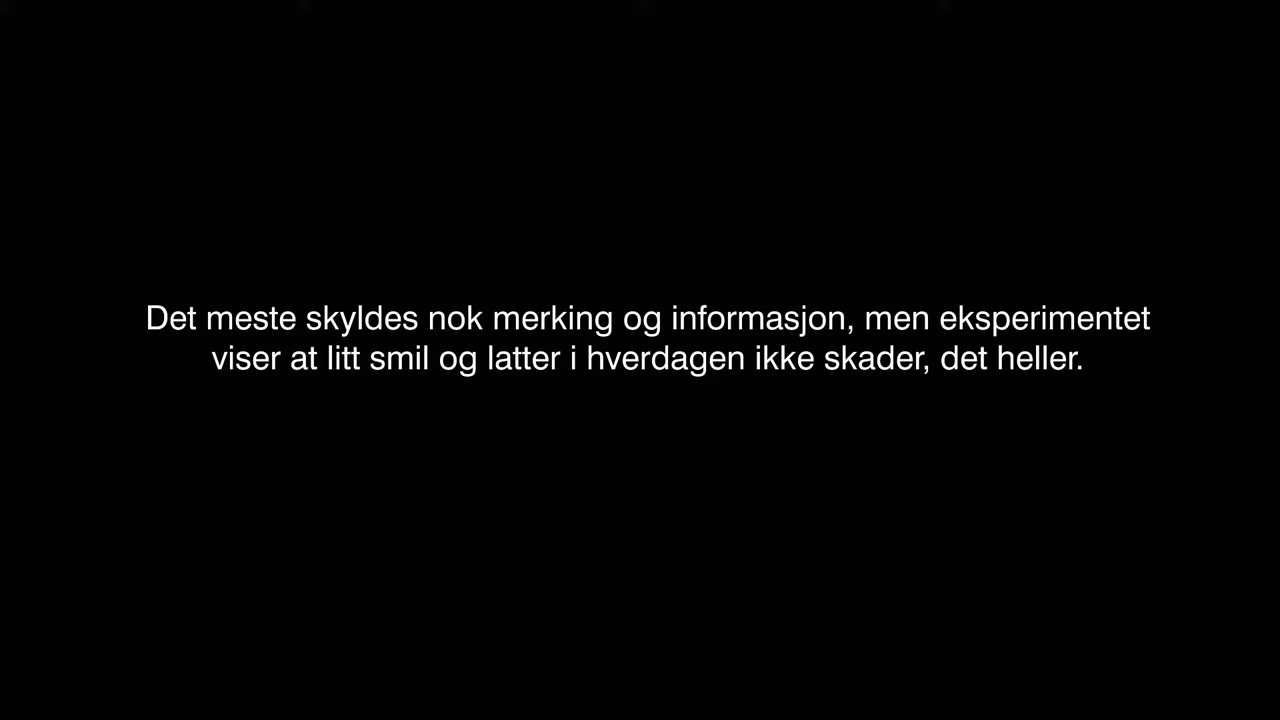 Det meste skyldes nok merking og informasjon, men eksperimentet
viser at litt smil og latter i hverdagen ikke skader, det heller.